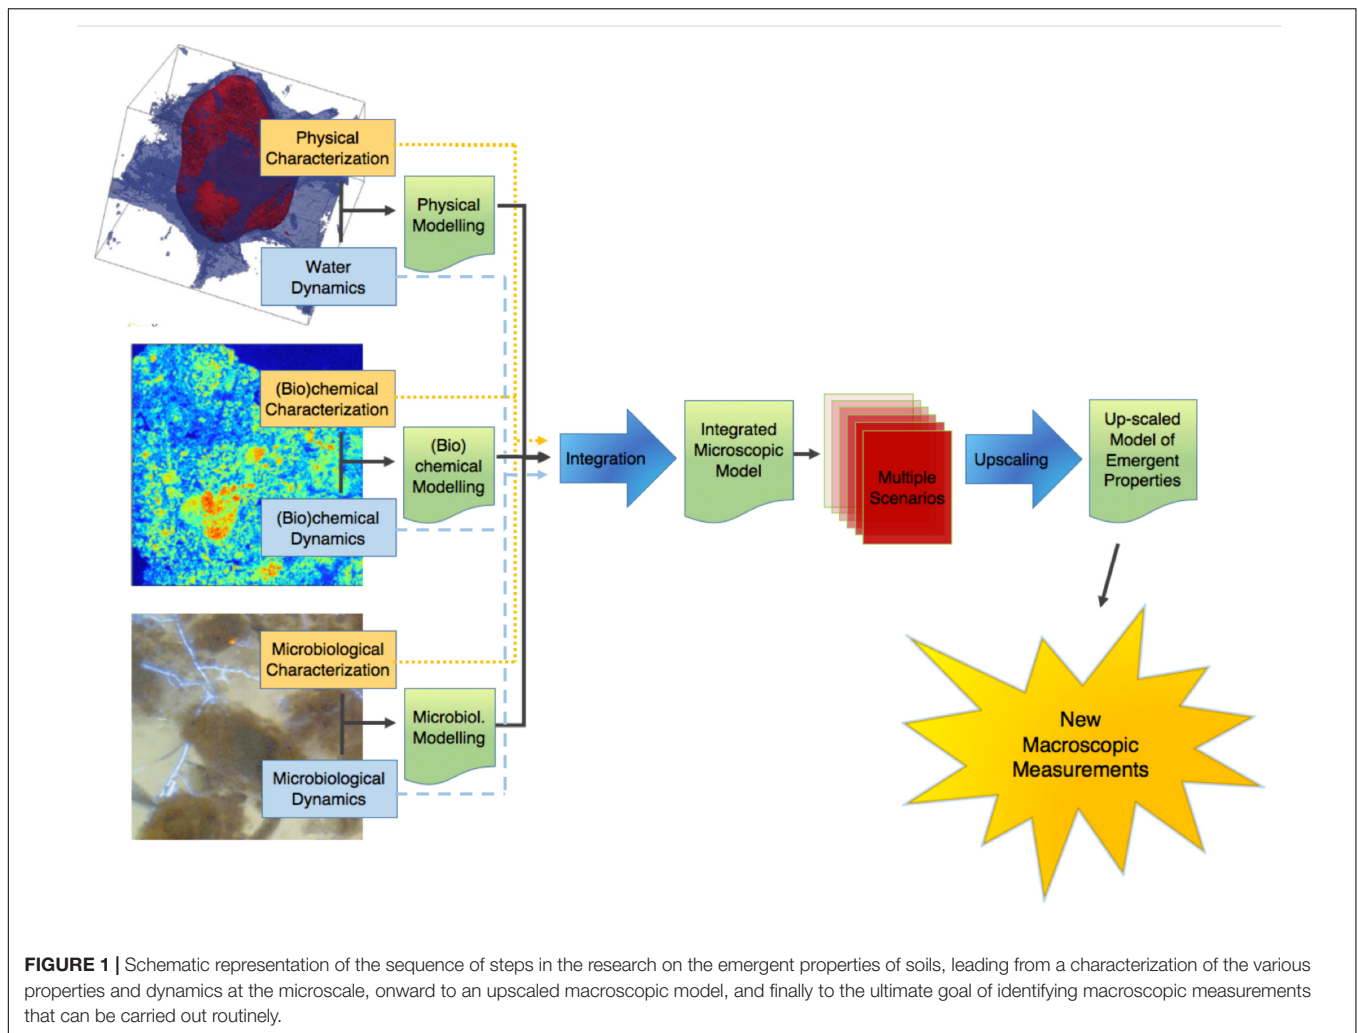 Physical
Characterization
Physical
Modelling
Water
Dynamics
(Bio)chemical
Characterization
(Bio)
chemical
Modelling
(Bio)chemical
Dynamics
Microbiological
Characterization
Microbiol.
Modelling
Microbiological
Dynamics
Integration
Integrated
Microscopic
Model
Multiple
Scenarios
Upscaling
Up-scaled
Model of
Emergent
Properties
New
Macroscopic
Measurements
FIGURE 1 | Schematic representation of the sequence of steps in the research on the emergent properties of soils, leading from a characterization of the various
properties and dynamics at the microscale, onward to an upscaled macroscopic model, and finally to the ultimate goal of identifying macroscopic measurements
that can be carried out routinely.